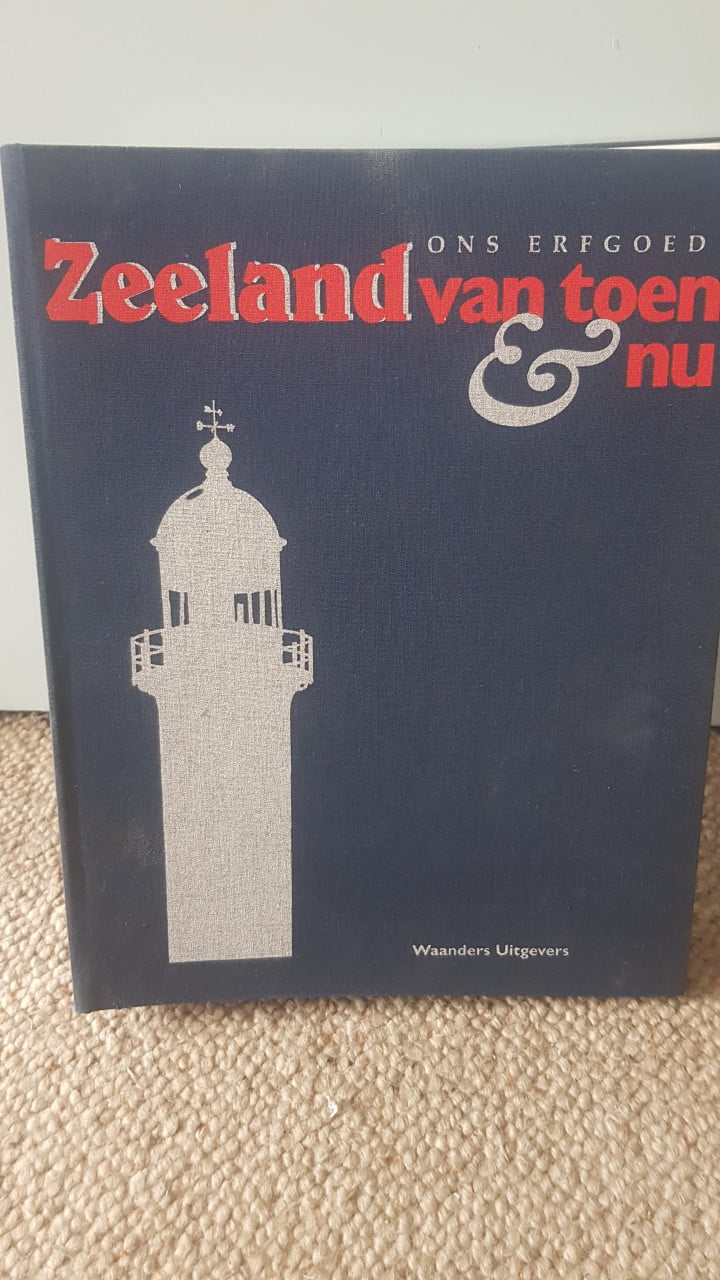 ONS ERFGOED
Zeeland van toen
& nu
Waanders Uitgevers